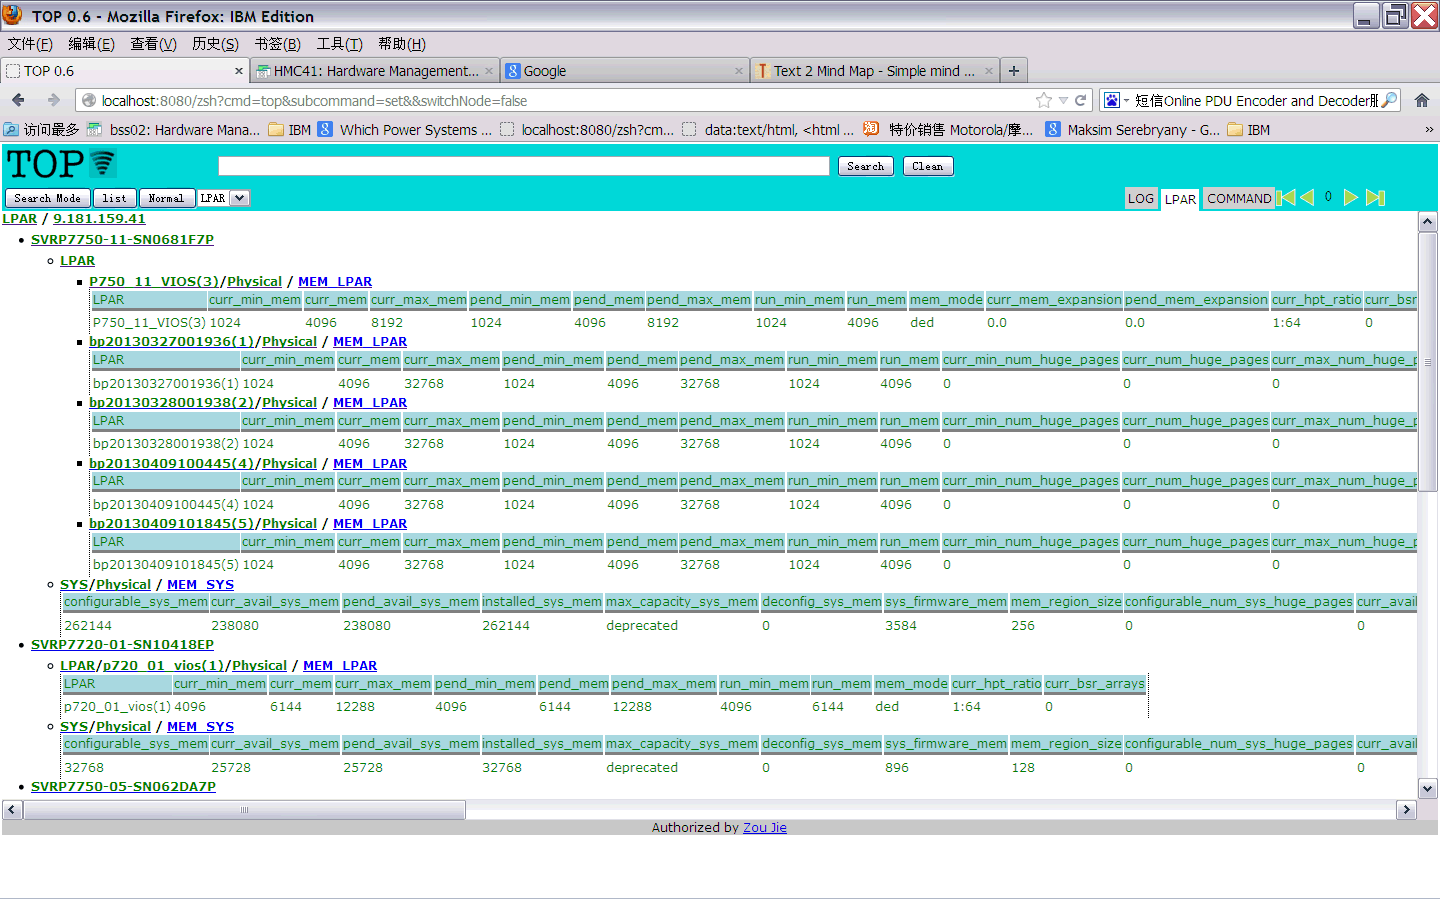 TOP 0.6 - Mozilla Firefox: IBM Edition
文件(F) 编辑(E) 查看(V) 历史(S) 书签(B) 工具(T) 帮助(H)
TOP 0.6 HMC41: Hardware Management... Google Text 2 Mind Map - Simple mind ...
localhost:8080/zsh?cmd=top&subcommand=set&&switchNode=false 短信Online PDU Encoder and Decoder服
访问最多 bss02: Hardware Mana... IBM Which Power Systems ... localhost:8080/zsh?cm... data:text/html, <html ... 特价销售 Motorola/摩... Maksim Serebryany - G... IBM »
TOP Search Clean
Search Mode list Normal LPAR LOG LPAR COMMAND 0
LPAR / 9.181.159.41
SVRP7750-11-SN0681F7P
LPAR
P750_11_VIOS(3)/Physical / MEM_LPAR
LPAR curr_min_mem curr_mem curr_max_mem pend_min_mem pend_mem pend_max_mem run_min_mem run_mem mem_mode curr_mem_expansion pend_mem_expansion curr_hpt_ratio curr_bsr
P750_11_VIOS(3) 1024 4096 8192 1024 4096 8192 1024 4096 ded 0.0 0.0 1:64 0
bp20130327001936(1)/Physical / MEM_LPAR
LPAR curr_min_mem curr_mem curr_max_mem pend_min_mem pend_mem pend_max_mem run_min_mem run_mem curr_min_num_huge_pages curr_num_huge_pages curr_max_num_huge_p
bp20130327001936(1) 1024 4096 32768 1024 4096 32768 1024 4096 0 0 0
bp20130328001938(2)/Physical / MEM_LPAR
LPAR curr_min_mem curr_mem curr_max_mem pend_min_mem pend_mem pend_max_mem run_min_mem run_mem curr_min_num_huge_pages curr_num_huge_pages curr_max_num_huge_p
bp20130328001938(2) 1024 4096 32768 1024 4096 32768 1024 4096 0 0 0
bp20130409100445(4)/Physical / MEM_LPAR
LPAR curr_min_mem curr_mem curr_max_mem pend_min_mem pend_mem pend_max_mem run_min_mem run_mem curr_min_num_huge_pages curr_num_huge_pages curr_max_num_huge_p
bp20130409100445(4) 1024 4096 32768 1024 4096 32768 1024 4096 0 0 0
bp20130409101845(5)/Physical / MEM_LPAR
LPAR curr_min_mem curr_mem curr_max_mem pend_min_mem pend_mem pend_max_mem run_min_mem run_mem curr_min_num_huge_pages curr_num_huge_pages curr_max_num_huge_p
bp20130409101845(5) 1024 4096 32768 1024 4096 32768 1024 4096 0 0 0
SYS/Physical / MEM_SYS
configurable_sys_mem curr_avail_sys_mem pend_avail_sys_mem installed_sys_mem max_capacity_sys_mem deconfig_sys_mem sys_firmware_mem mem_region_size configurable_num_sys_huge_pages curr_avail
262144 238080 238080 262144 deprecated 0 3584 256 0 0
SVRP7720-01-SN10418EP
LPAR/p720_01_vios(1)/Physical / MEM_LPAR
LPAR curr_min_mem curr_mem curr_max_mem pend_min_mem pend_mem pend_max_mem run_min_mem run_mem mem_mode curr_hpt_ratio curr_bsr_arrays
p720_01_vios(1) 4096 6144 12288 4096 6144 12288 4096 6144 ded 1:64 0
SYS/Physical / MEM_SYS
configurable_sys_mem curr_avail_sys_mem pend_avail_sys_mem installed_sys_mem max_capacity_sys_mem deconfig_sys_mem sys_firmware_mem mem_region_size configurable_num_sys_huge_pages curr_avail
32768 25728 25728 32768 deprecated 0 896 128 0 0
SVRP7750-05-SN062DA7P
Authorized by Zou Jie